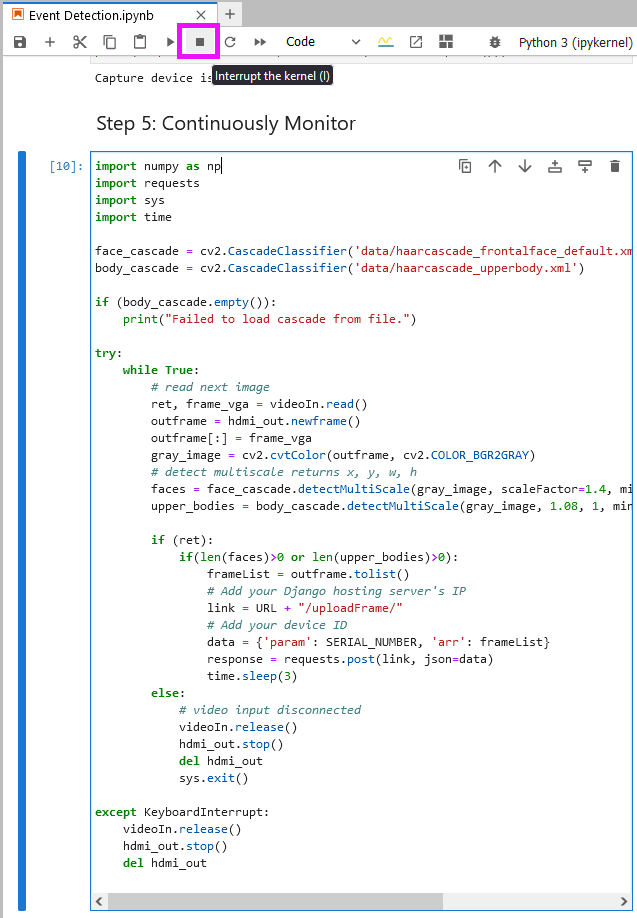 Event Detection.ipynb
Code
Python 3 (ipykernel)
Capture device is
Interrupt the kernel (I)
Step 5: Continuously Monitor
[10]:
import numpy as np
import requests
import sys
import time
face_cascade = cv2.CascadeClassifier('data/haarcascade_frontalface_default.xm
body_cascade = cv2.CascadeClassifier('data/haarcascade_upperbody.xml')
if (body_cascade.empty()):
    print("Failed to load cascade from file.")
try:
    while True:
        # read next image
        ret, frame_vga = videoIn.read()
        outframe = hdmi_out.newframe()
        outframe[:] = frame_vga
        gray_image = cv2.cvtColor(outframe, cv2.COLOR_BGR2GRAY)
        # detect multiscale returns x, y, w, h
        faces = face_cascade.detectMultiScale(gray_image, scaleFactor=1.4, mi
        upper_bodies = body_cascade.detectMultiScale(gray_image, 1.08, 1, min
        if (ret):
            if(len(faces)>0 or len(upper_bodies)>0):
                frameList = outframe.tolist()
                # Add your Django hosting server's IP
                link = URL + "/uploadFrame/"
                # Add your device ID
                data = {'param': SERIAL_NUMBER, 'arr': frameList}
                response = requests.post(link, json=data)
                time.sleep(3)
        else:
            # video input disconnected
            videoIn.release()
            hdmi_out.stop()
            del hdmi_out
            sys.exit()
except KeyboardInterrupt:
    videoIn.release()
    hdmi_out.stop()
    del hdmi_out